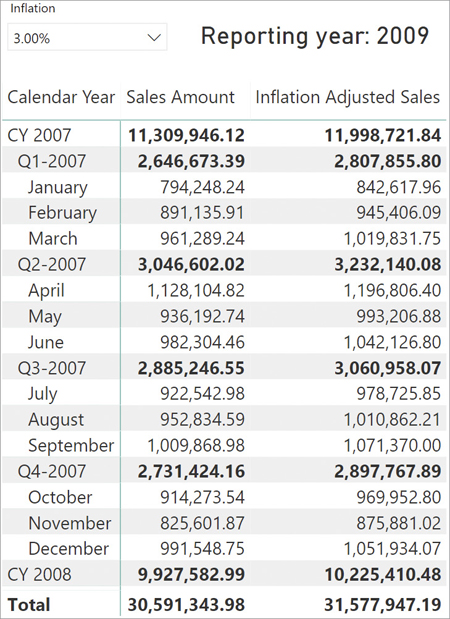 Inflation
3.00%
Reporting year: 2009
Calendar Year Sales Amount Inflation Adjusted Sales
CY 2007 11,309,946.12 11,998,721.84
Q1-2007 2,646,673.39 2,807,855.80
January 794,248.24 842,617.96
February 891,135.91 945,406.09
March 961,289.24 1,019,831.75
Q2-2007 3,046,602.02 3,232,140.08
April 1,128,104.82 1,196,806.40
May 936,192.74 993,206.88
June 982,304.46 1,042,126.80
Q3-2007 2,885,246.55 3,060,958.07
July 922,542.98 978,725.85
August 952,834.59 1,010,862.21
September 1,009,868.98 1,071,370.00
Q4-2007 2,731,424.16 2,897,767.89
October 914,273.54 969,952.80
November 825,601.87 875,881.02
December 991,548.75 1,051,934.07
CY 2008 9,927,582.99 10,225,410.48
Total 30,591,343.98 31,577,947.19